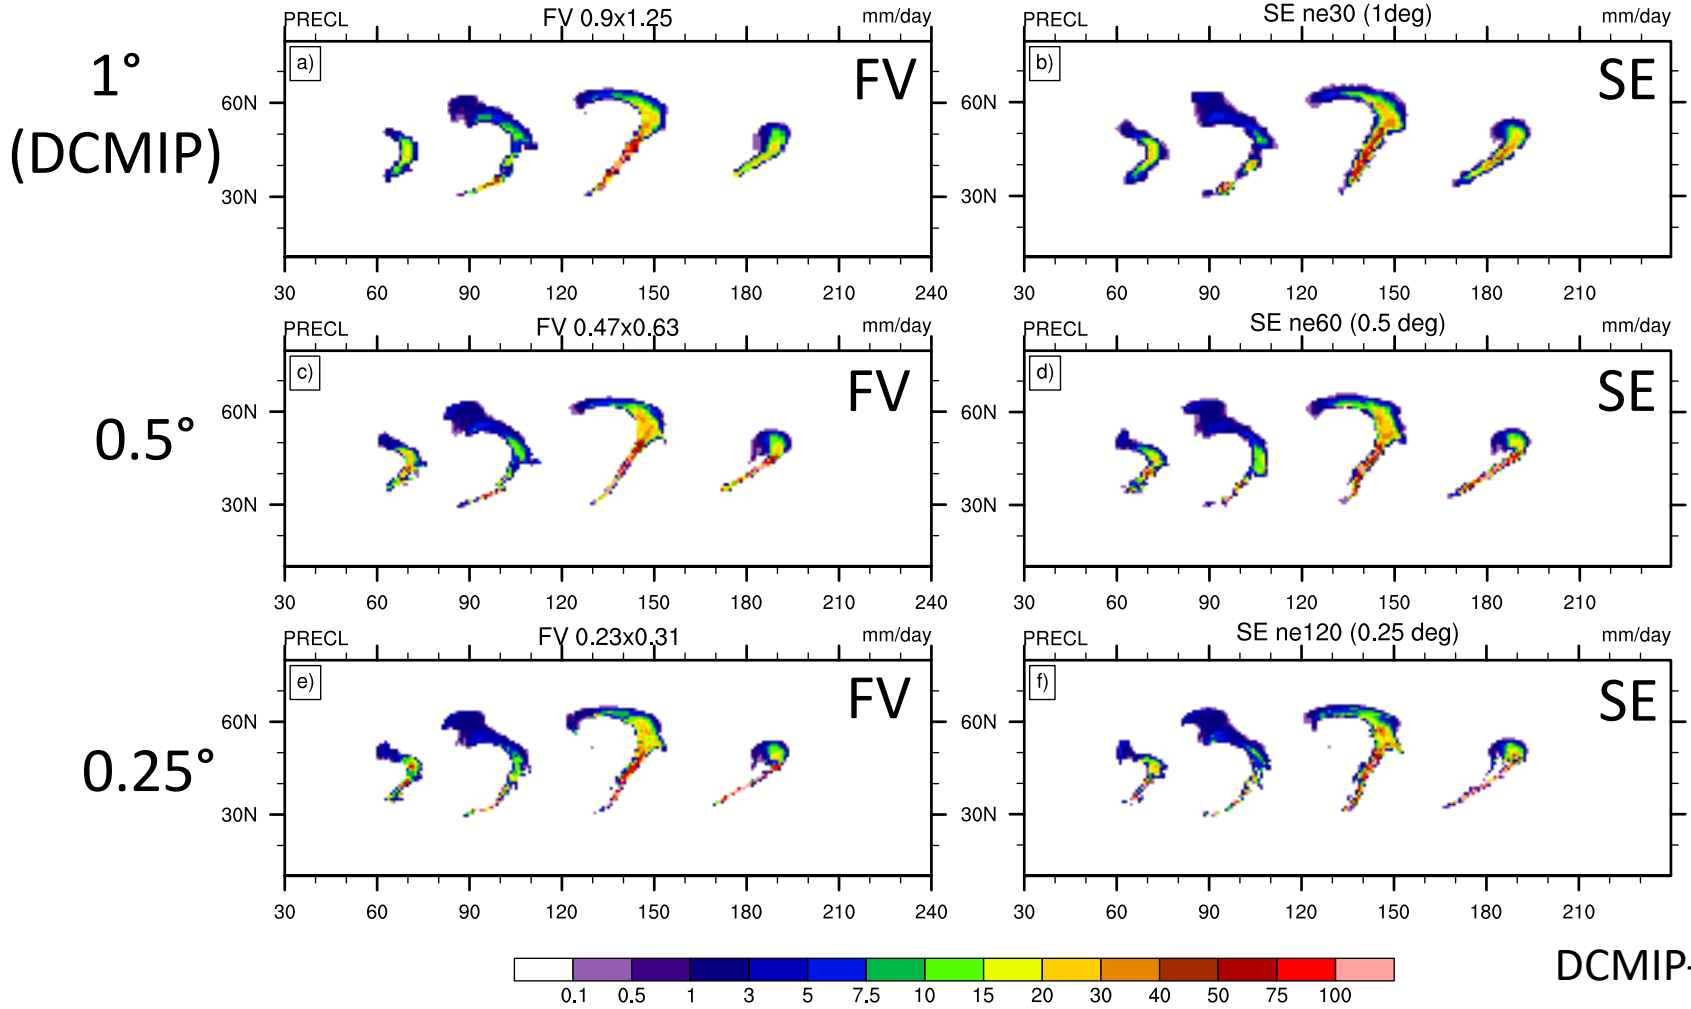 1°
(DCMIP)
PRECL FV 0.9x1.25 mm/day
a) FV
60N
30N
30 60 90 120 150 180 210 240
PRECL SE ne30 (1deg) mm/day
b) SE
60N
30N
30 60 90 120 150 180 210
0.5°
PRECL FV 0.47x0.63 mm/day
c) FV
60N
30N
30 60 90 120 150 180 210 240
PRECL SE ne60 (0.5 deg) mm/day
d) SE
60N
30N
30 60 90 120 150 180 210
0.25°
PRECL FV 0.23x0.31 mm/day
e) FV
60N
30N
30 60 90 120 150 180 210 240
PRECL SE ne120 (0.25 deg) mm/day
f) SE
60N
30N
30 60 90 120 150 180 210
0.1 0.5 1 3 5 7.5 10 15 20 30 40 50 75 100
DCMIP-